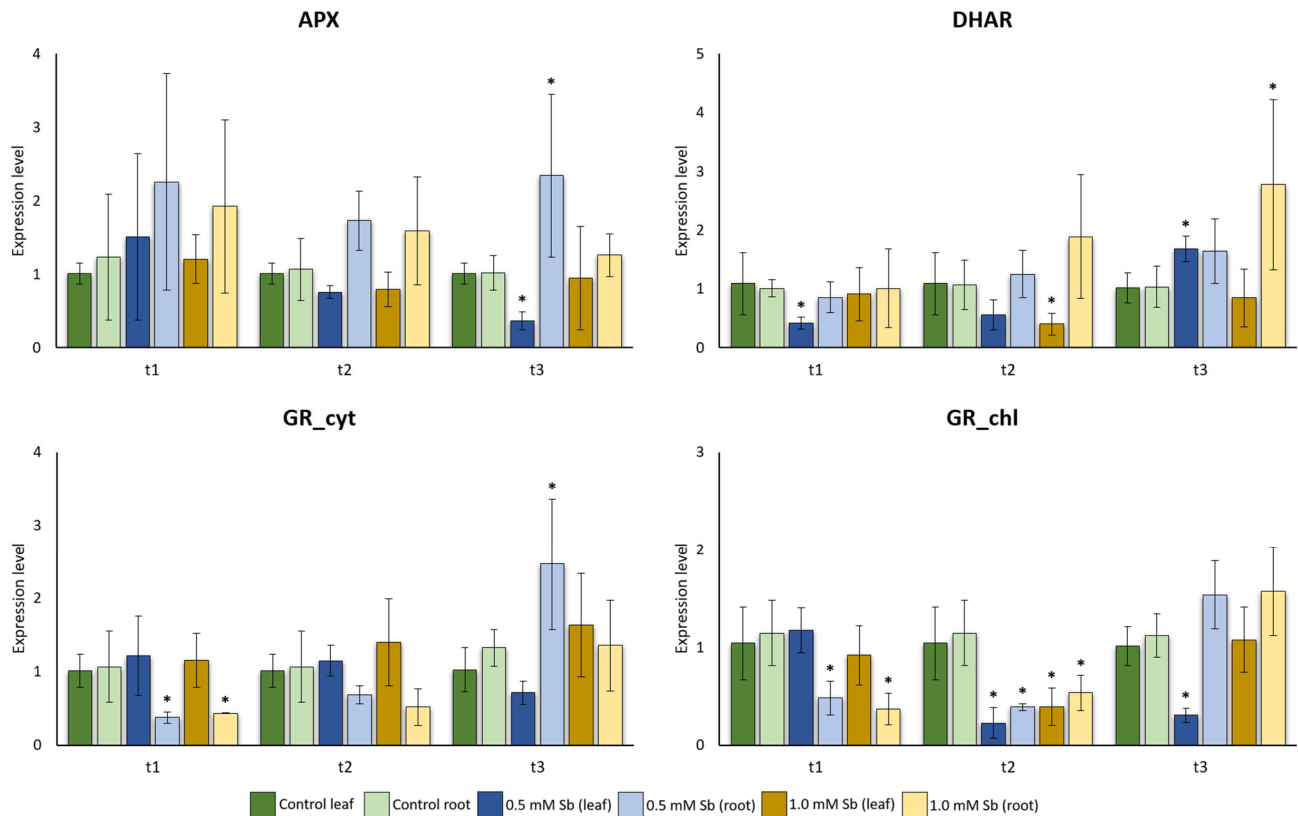 APX
4
3
2
1
0
Expression level
*
*
t1 t2 t3
DHAR
5
4
3
2
1
0
Expression level
*
*
*
*
t1 t2 t3
GR_cyt
4
3
2
1
0
Expression level
*
*
*
t1 t2 t3
GR_chl
3
2
1
0
Expression level
*
*
*
*
*
*
*
t1 t2 t3
Control leaf Control root 0.5 mM Sb (leaf) 0.5 mM Sb (root) 1.0 mM Sb (leaf) 1.0 mM Sb (root)